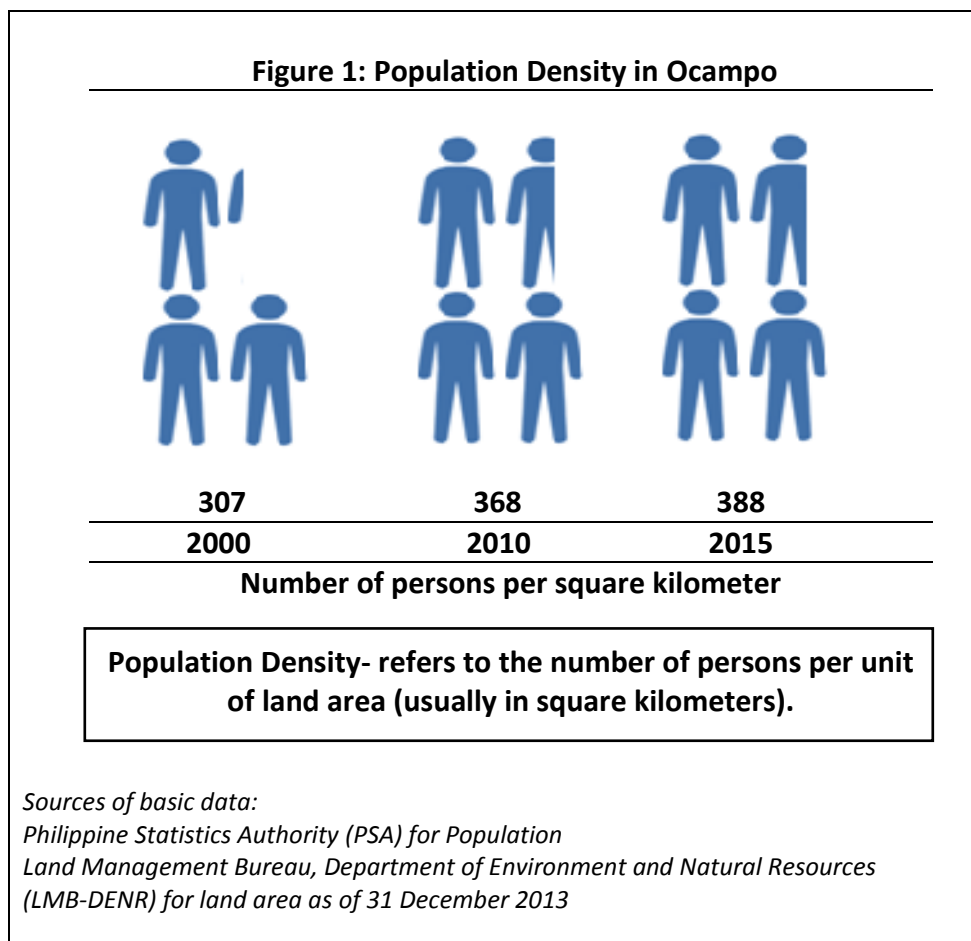 Figure 1: Population Density in Ocampo
307 368 388
2000 2010 2015
Number of persons per square kilometer
Population Density- refers to the number of persons per unit
of land area (usually in square kilometers).
Sources of basic data:
Philippine Statistics Authority (PSA) for Population
Land Management Bureau, Department of Environment and Natural Resources
(LMB-DENR) for land area as of 31 December 2013